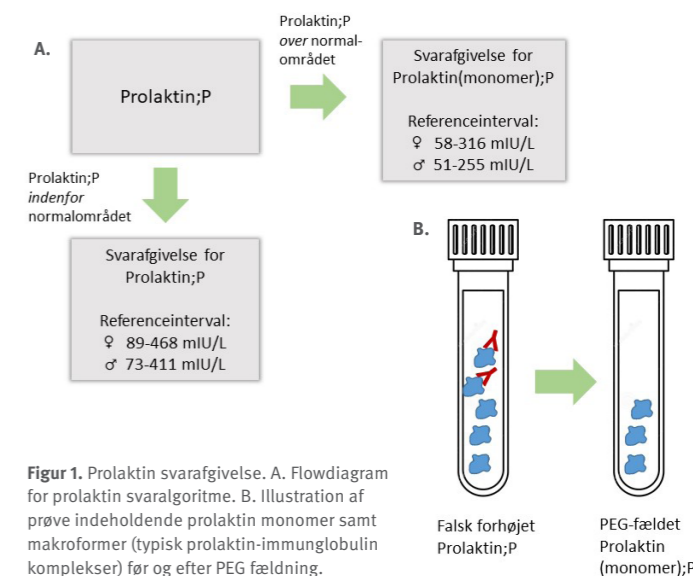 A.
Prolaktin;P
Prolaktin;P
over normal-
området
Svarafgivelse for
Prolaktin(monomer);P
Referenceinterval:
♀ 58-316 mIU/L
♂ 51-255 mIU/L
Prolaktin;P
indenfor
normalområdet
Svarafgivelse for
Prolaktin;P
Referenceinterval:
♀ 89-468 mIU/L
♂ 73-411 mIU/L
B.
Falsk forhøjet
Prolaktin;P
PEG-fældet
Prolaktin
(monomer);P
Figur 1. Prolaktin svarafgivelse. A. Flowdiagram
for prolaktin svaralgoritme. B. Illustration af
prøve indeholdende prolaktin monomer samt
makroformer (typisk prolaktin-immunglobulin
komplekser) før og efter PEG fældning.